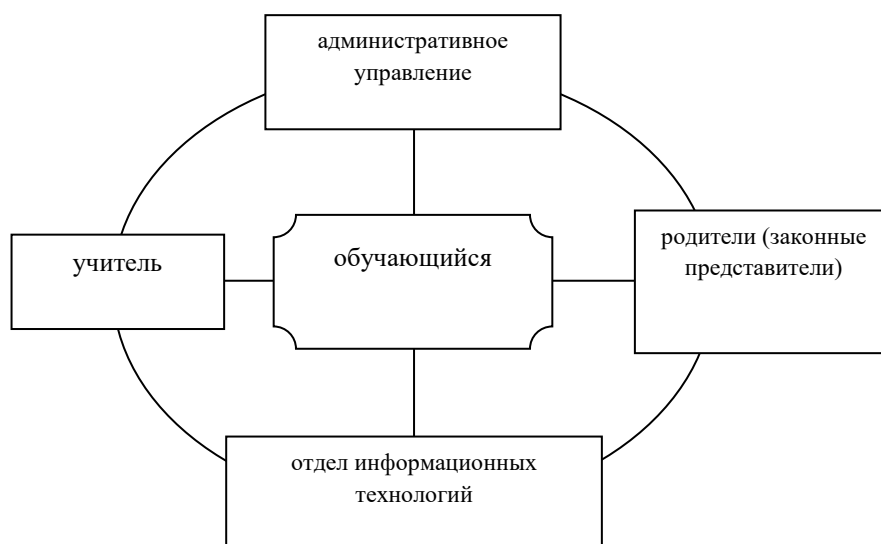 административное
управление
учитель
обучающийся
родители (законные
представители)
отдел информационных
технологий